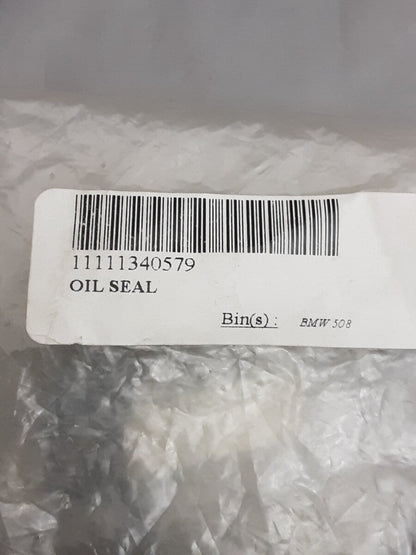 11111340579
OIL SEAL
Bin(s) : BMW 508